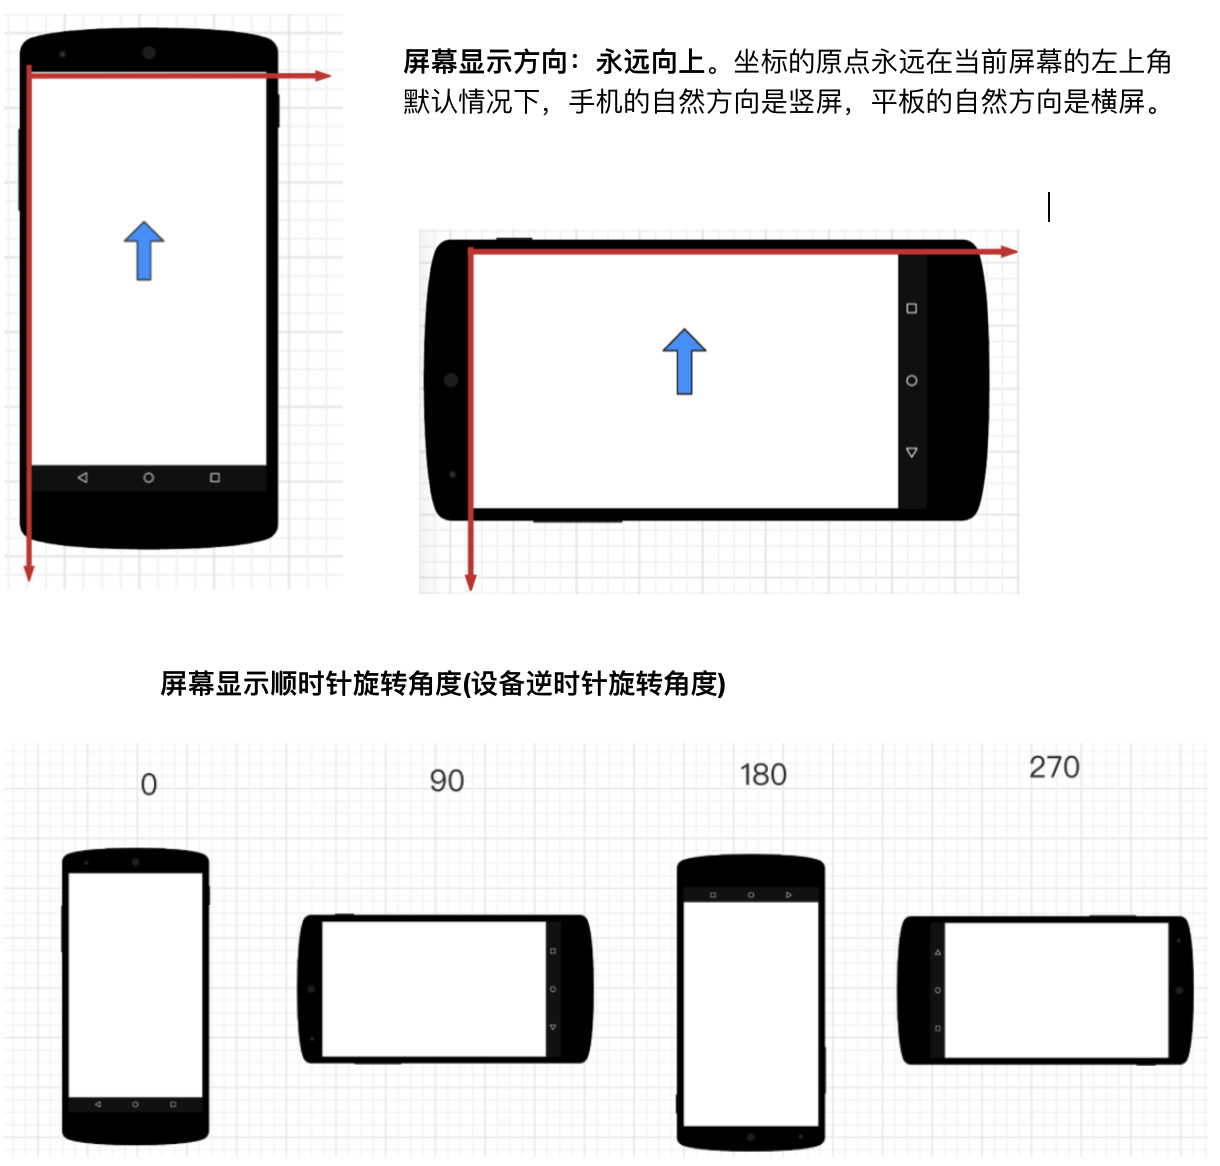 屏幕显示方向：永远向上。坐标的原点永远在当前屏幕的左上角
默认情况下，手机的自然方向是竖屏，平板的自然方向是横屏。
屏幕显示顺时针旋转角度(设备逆时针旋转角度)
0
90
180
270